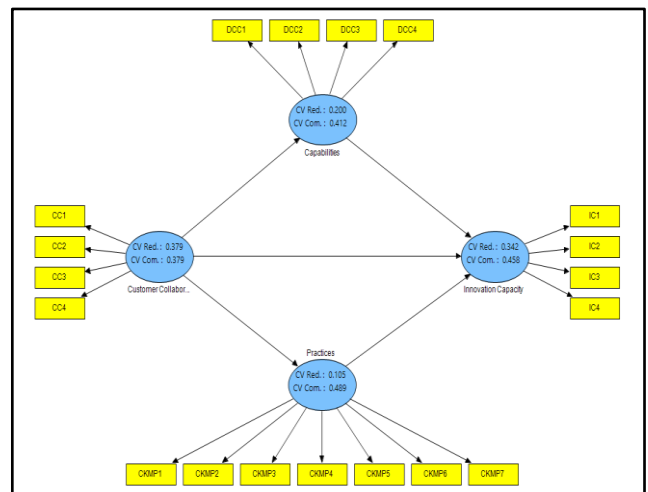 DCC1 DCC2 DCC3 DCC4
CV Red. : 0.200
CV Com. : 0.412
Capabilities
CC1
CC2
CC3
CC4
CV Red. : 0.379
CV Com. : 0.379
Customer Collabor...
CV Red. : 0.342
CV Com. : 0.458
Innovation Capacity
IC1
IC2
IC3
IC4
Practices
CV Red. : 0.105
CV Com. : 0.489
CKMP1 CKMP2 CKMP3 CKMP4 CKMP5 CKMP6 CKMP7